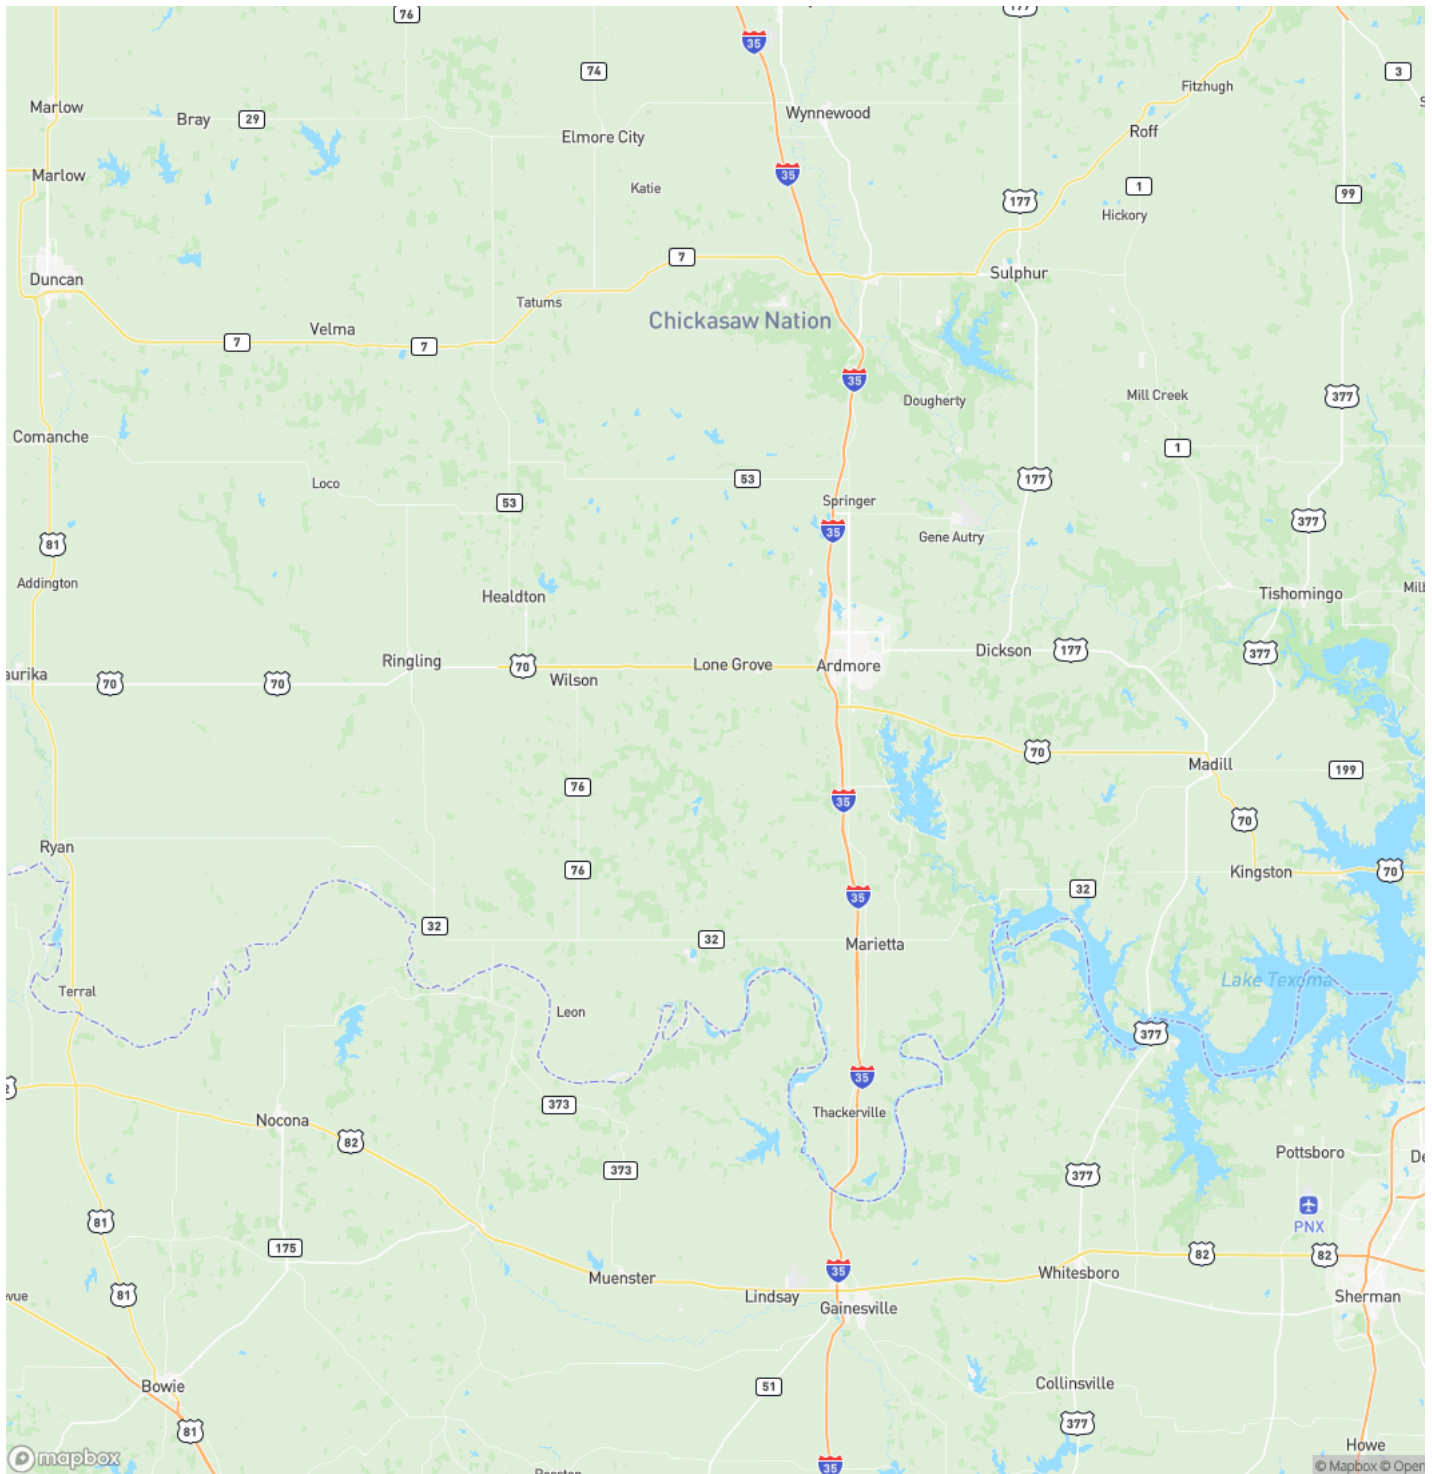 76
177
35
74
3
Fitzhugh
Marlow
Bray
29
Wynnewood
Elmore City
Roff
Marlow
35
Katie
1
99
177
Hickory
7
Sulphur
Duncan
Tatums
Velma
Chickasaw Nation
7
7
35
Dougherty
Mill Creek
377
Comanche
1
Loco
53
177
53
Springer
377
35
Gene Autry
81
Addington
Healdton
Tishomingo
Ringling
70
Lone Grove
Ardmore
Dickson
177
377
aurika
70
70
Wilson
70
Madill
199
76
35
70
Ryan
76
Kingston
70
32
35
32
32
Marietta
Lake Texoma
Terral
Leon
377
35
373
Thackerville
Nocona
82
Pottsboro
373
377
81
PNX
175
82
82
35
Muenster
Whitesboro
81
vue
Lindsay
Gainesville
Sherman
Bowie
51
Collinsville
81
377
Howe
mapbox
35
© Mapbox © Open